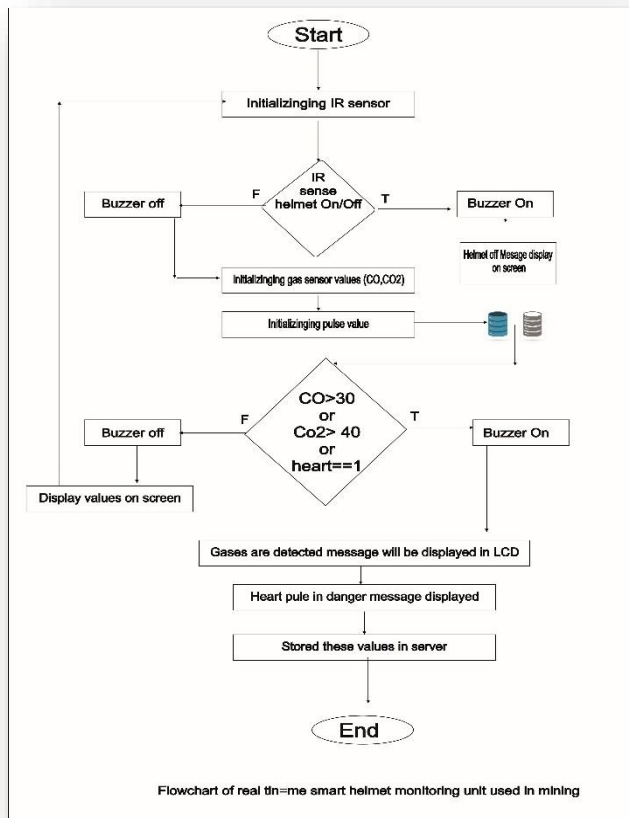 Start
Initializinging IR sensor
IR
sense
helmet On/Off
F
T
Buzzer off
Buzzer On
Helmet off Mesage display
on screen
Initializinging gas sensor values (CO,CO2)
Initializinging pulse value
CO>30
or
Co2> 40
or
heart==1
F
T
Buzzer off
Buzzer On
Display values on screen
Gases are detected message will be displayed in LCD
Heart pule in danger message displayed
Stored these values in server
End
Flowchart of real tin=me smart helmet monitoring unit used in mining